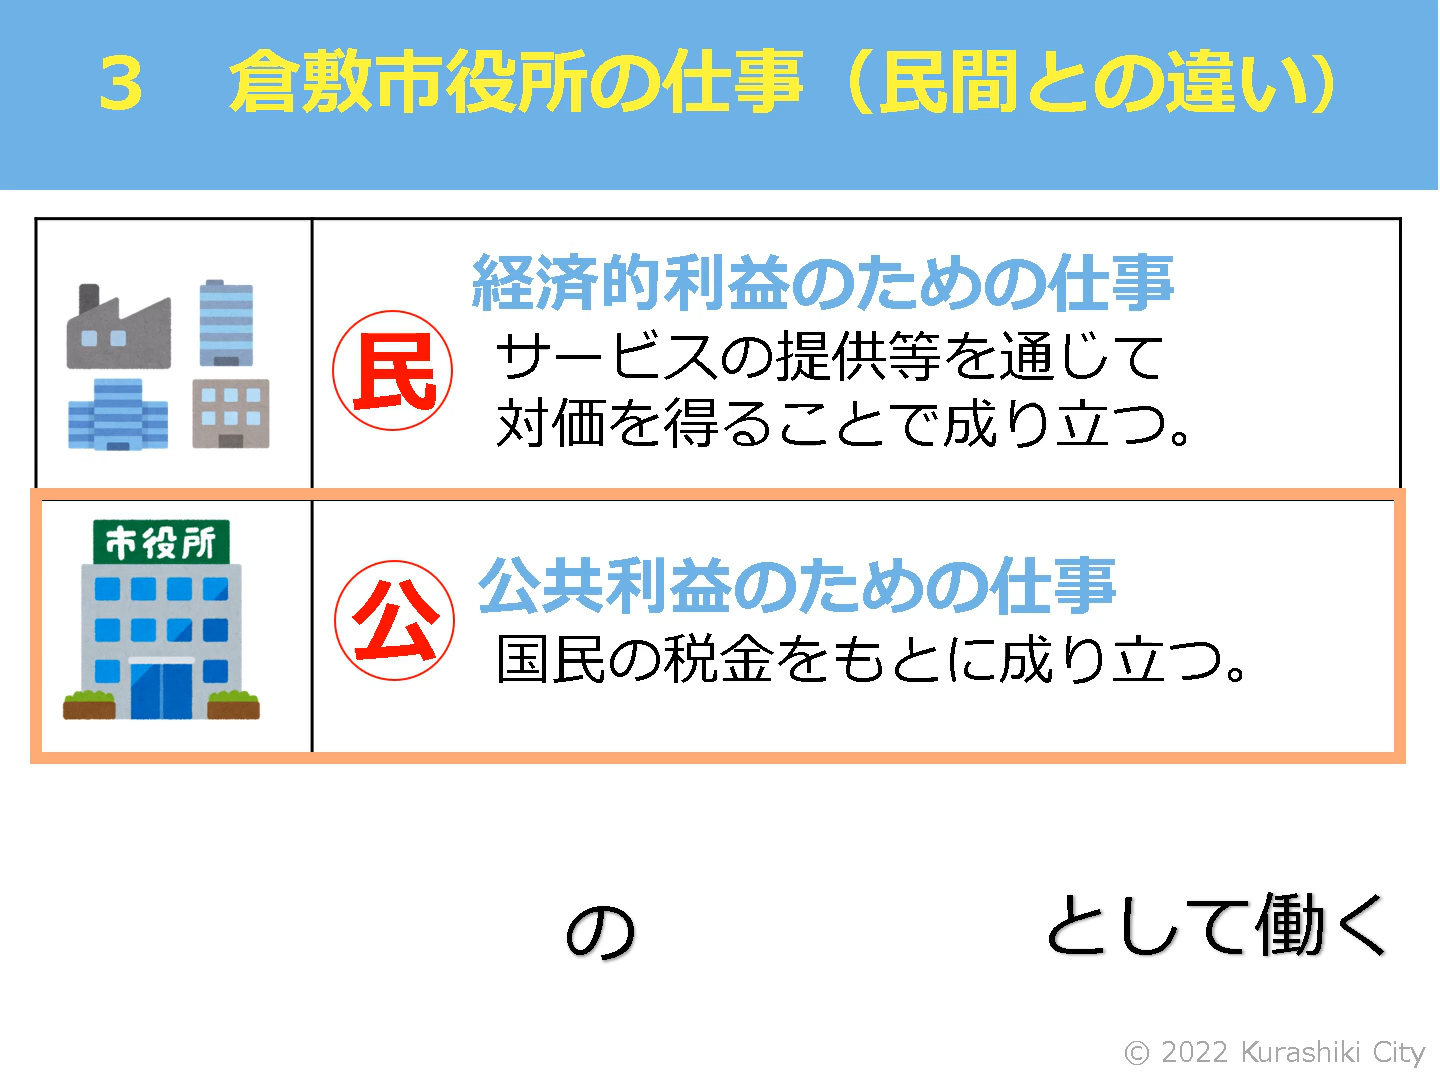 ３　倉敷市役所の仕事（民間との違い）
経済的利益のための仕事
民
サービスの提供等を通じて
対価を得ることで成り立つ。
市役所
公共利益のための仕事
公
国民の税金をもとに成り立つ。
の
として働く
© 2022 Kurashiki City